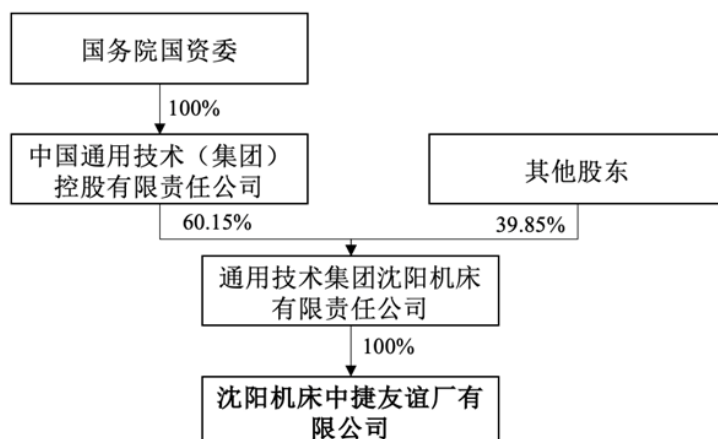 国务院国资委
100%
中国通用技术（集团）
控股有限责任公司
其他股东
60.15%
39.85%
通用技术集团沈阳机床
有限责任公司
100%
沈阳机床中捷友谊厂有
限公司